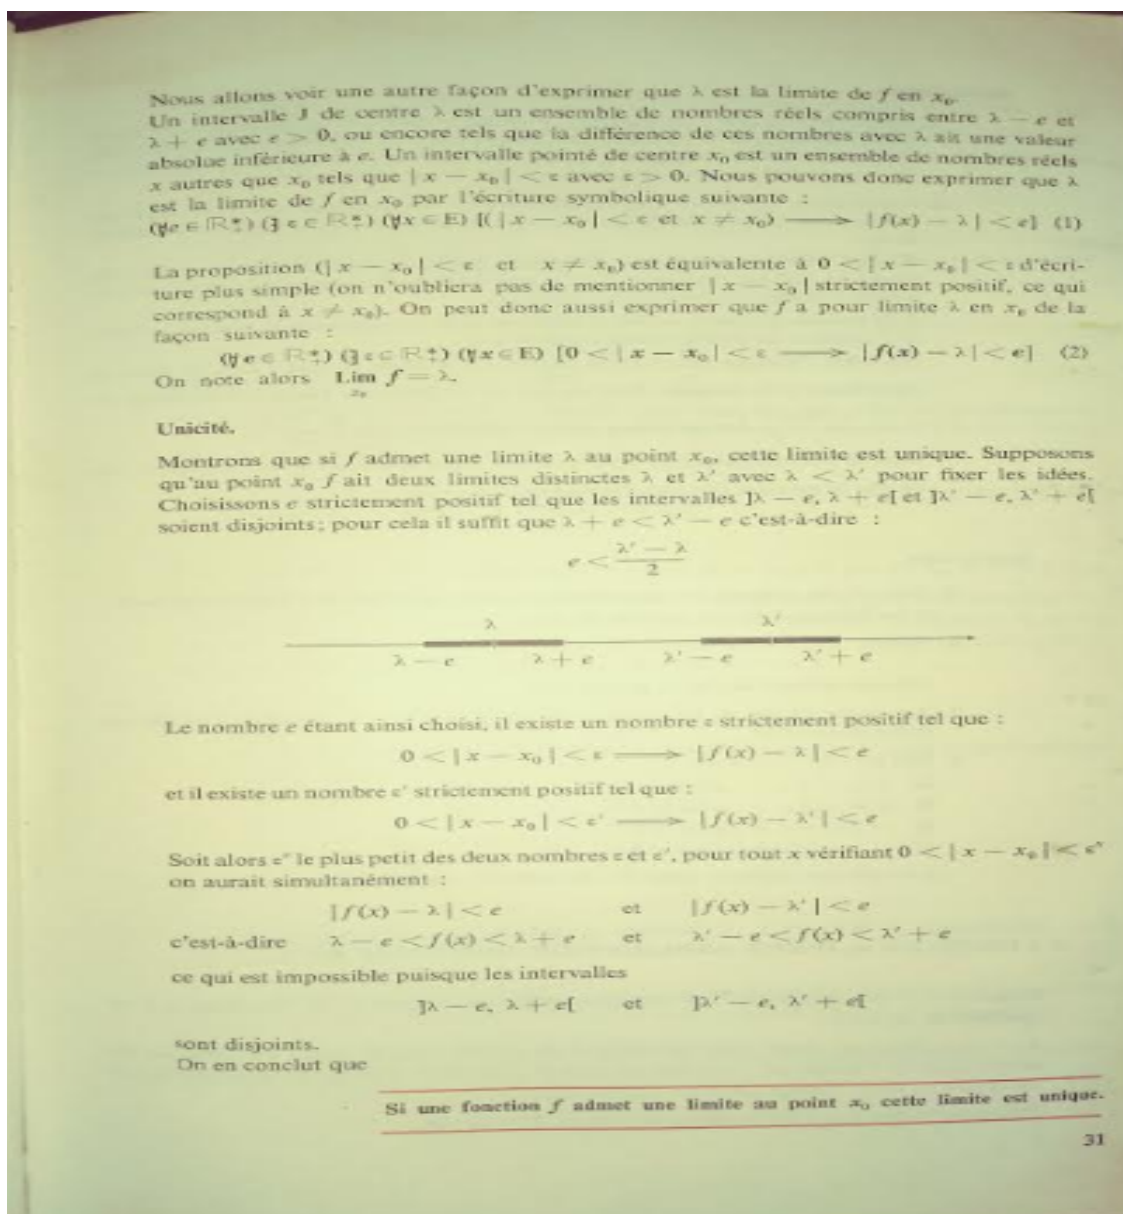 Nous allons voir une autre façon d'exprimer que λ est la limite de f en x₀.
Un intervalle J de centre λ est un ensemble de nombres réels compris entre λ — e et
λ + e avec e > 0, ou encore tels que la différence de ces nombres avec λ ait une valeur
absolue inférieure à e. Un intervalle pointé de centre x₀ est un ensemble de nombres réels
x autres que x₀ tels que | x — x₀ | < ε avec ε > 0. Nous pouvons donc exprimer que λ
est la limite de f en x₀ par l'écriture symbolique suivante :
(∀e ∈ ℝ*₊) (∃ ε ∈ ℝ*₊) (∀x ∈ E) [( | x — x₀ | < ε et x ≠ x₀) ⟶ | f(x) — λ | < e] (1)
La proposition (| x — x₀ | < ε et x ≠ x₀) est équivalente à 0 < | x — x₀ | < ε d'écri-
ture plus simple (on n'oubliera pas de mentionner | x — x₀ | strictement positif, ce qui
correspond à x ≠ x₀). On peut donc aussi exprimer que f a pour limite λ en x₀ de la
façon suivante :
(∀ e ∈ ℝ*₊) (∃ ε ∈ ℝ*₊) (∀x ∈ E) [0 < | x — x₀ | < ε ⟶ | f(x) — λ | < e] (2)
On note alors Lim f = λ.
x₀
Unicité.
Montrons que si f admet une limite λ au point x₀, cette limite est unique. Supposons
qu'au point x₀ f ait deux limites distinctes λ et λ' avec λ < λ' pour fixer les idées.
Choisissons e strictement positif tel que les intervalles ]λ — e, λ + e[ et ]λ' — e, λ' + e[
soient disjoints ; pour cela il suffit que λ + e < λ' — e c'est-à-dire :
e < (λ' — λ)/2
λ λ'
λ — e λ + e λ' — e λ' + e
Le nombre e étant ainsi choisi, il existe un nombre ε strictement positif tel que :
0 < | x — x₀ | < ε ⟶ | f(x) — λ | < e
et il existe un nombre ε' strictement positif tel que :
0 < | x — x₀ | < ε' ⟶ | f(x) — λ' | < e
Soit alors ε" le plus petit des deux nombres ε et ε', pour tout x vérifiant 0 < | x — x₀ | < ε"
on aurait simultanément :
| f(x) — λ | < e et | f(x) — λ' | < e
c'est-à-dire λ — e < f(x) < λ + e et λ' — e < f(x) < λ' + e
ce qui est impossible puisque les intervalles
]λ — e, λ + e[ et ]λ' — e, λ' + e[
sont disjoints.
On en conclut que
Si une fonction f admet une limite au point x₀ cette limite est unique.
31